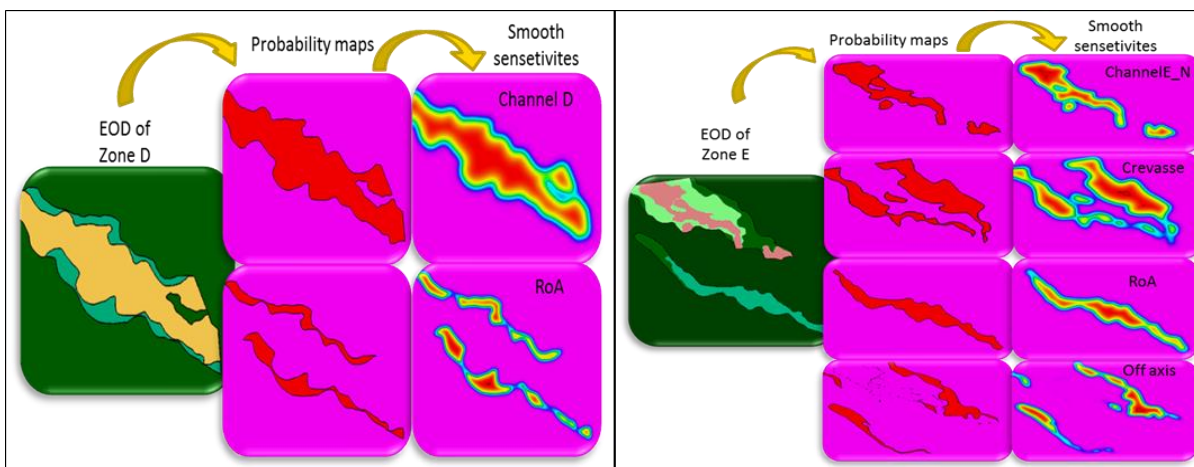 Probability maps
Smooth
sensetivites
EOD of
Zone D
Channel D
RoA
Probability maps
Smooth
sensetivites
EOD of
Zone E
ChannelE_N
Crevasse
RoA
Off axis